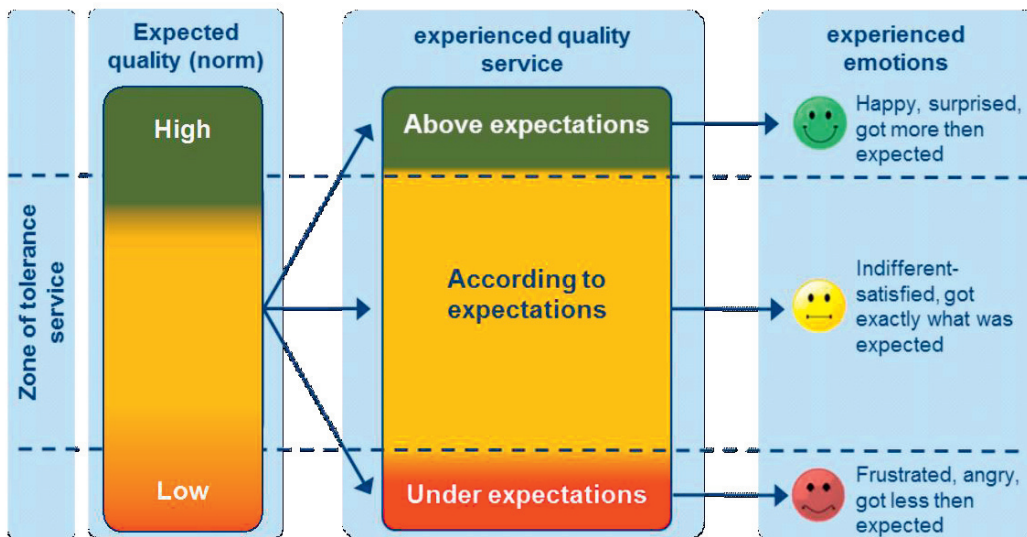 Zone of tolerance
service
Expected
quality (norm)
High
Low
experienced quality
service
Above expectations
According to
expectations
Under expectations
experienced
emotions
Happy, surprised,
got more then
expected
Indifferent-
satisfied, got
exactly what was
expected
Frustrated, angry,
got less then
expected